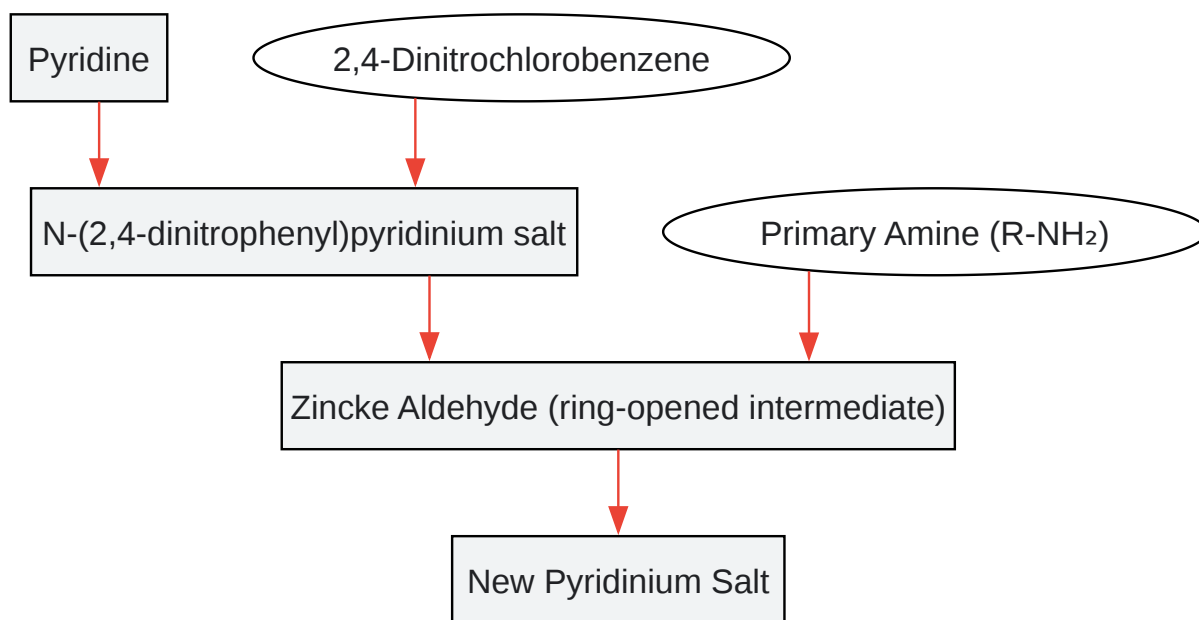 Pyridine
2,4-Dinitrochlorobenzene
N-(2,4-dinitrophenyl)pyridinium salt
Primary Amine (R-NH₂)
Zincke Aldehyde (ring-opened intermediate)
New Pyridinium Salt